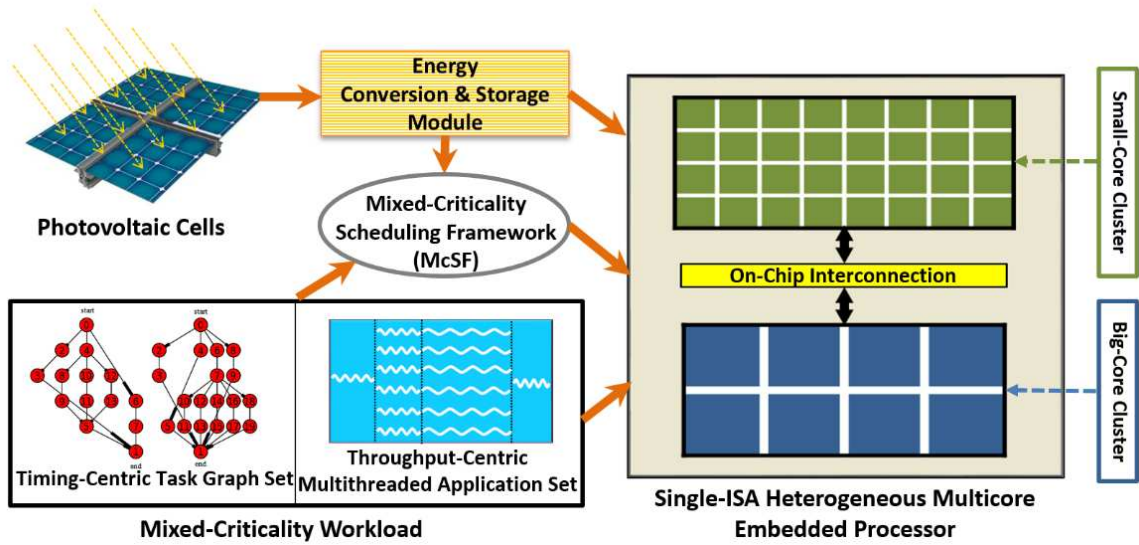 Energy
Conversion & Storage
Module
Photovoltaic Cells
Mixed-Criticality
Scheduling Framework
(McSF)
On-Chip Interconnection
Small-Core Cluster
Big-Core Cluster
start
start
end
end
Timing-Centric Task Graph Set
Throughput-Centric
Multithreaded Application Set
Mixed-Criticality Workload
Single-ISA Heterogeneous Multicore
Embedded Processor